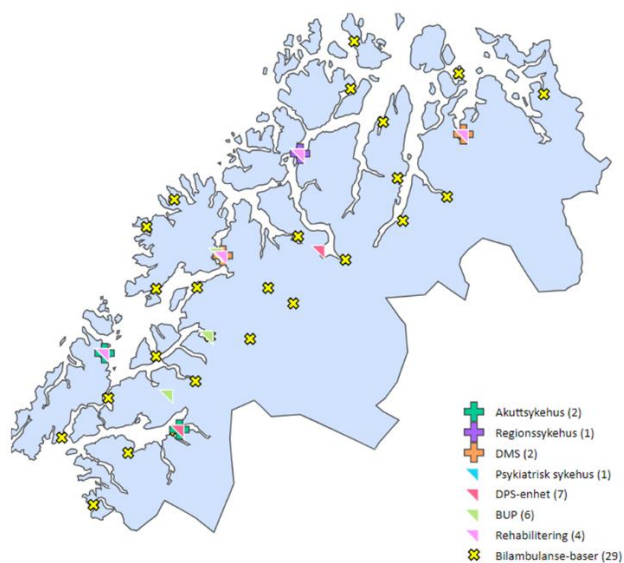 Akuttsykehus (2)
Regionssykehus (1)
DMS (2)
Psykiatrisk sykehus (1)
DPS-enhet (7)
BUP (6)
Rehabilitering (4)
Bilambulanse-baser (29)